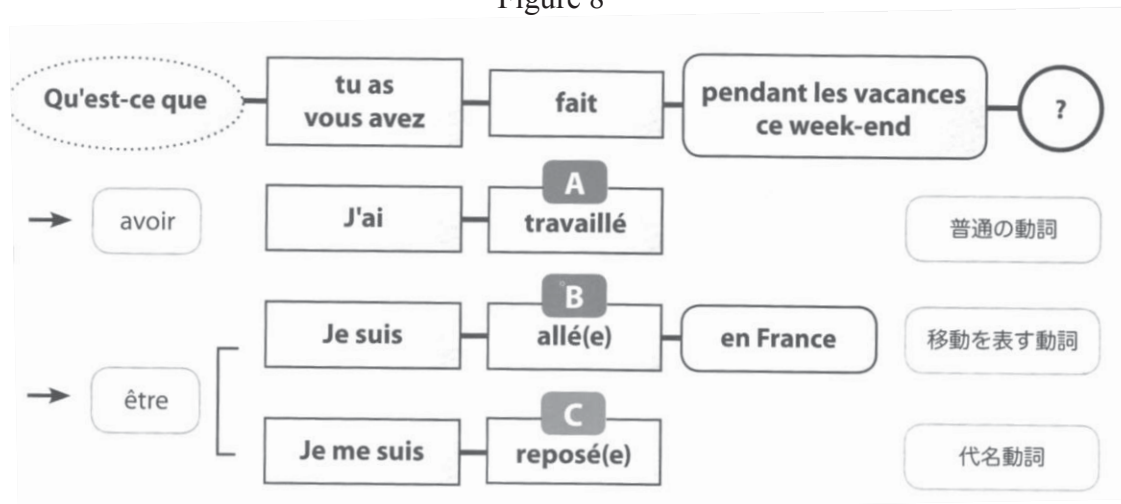 Figure 8
Qu'est-ce que
tu as
vous avez
fait
pendant les vacances
ce week-end
?
avoir
J'ai
A
travaillé
普通の動詞
être
Je suis
B
allé(e)
en France
移動を表す動詞
Je me suis
C
reposé(e)
代名動詞